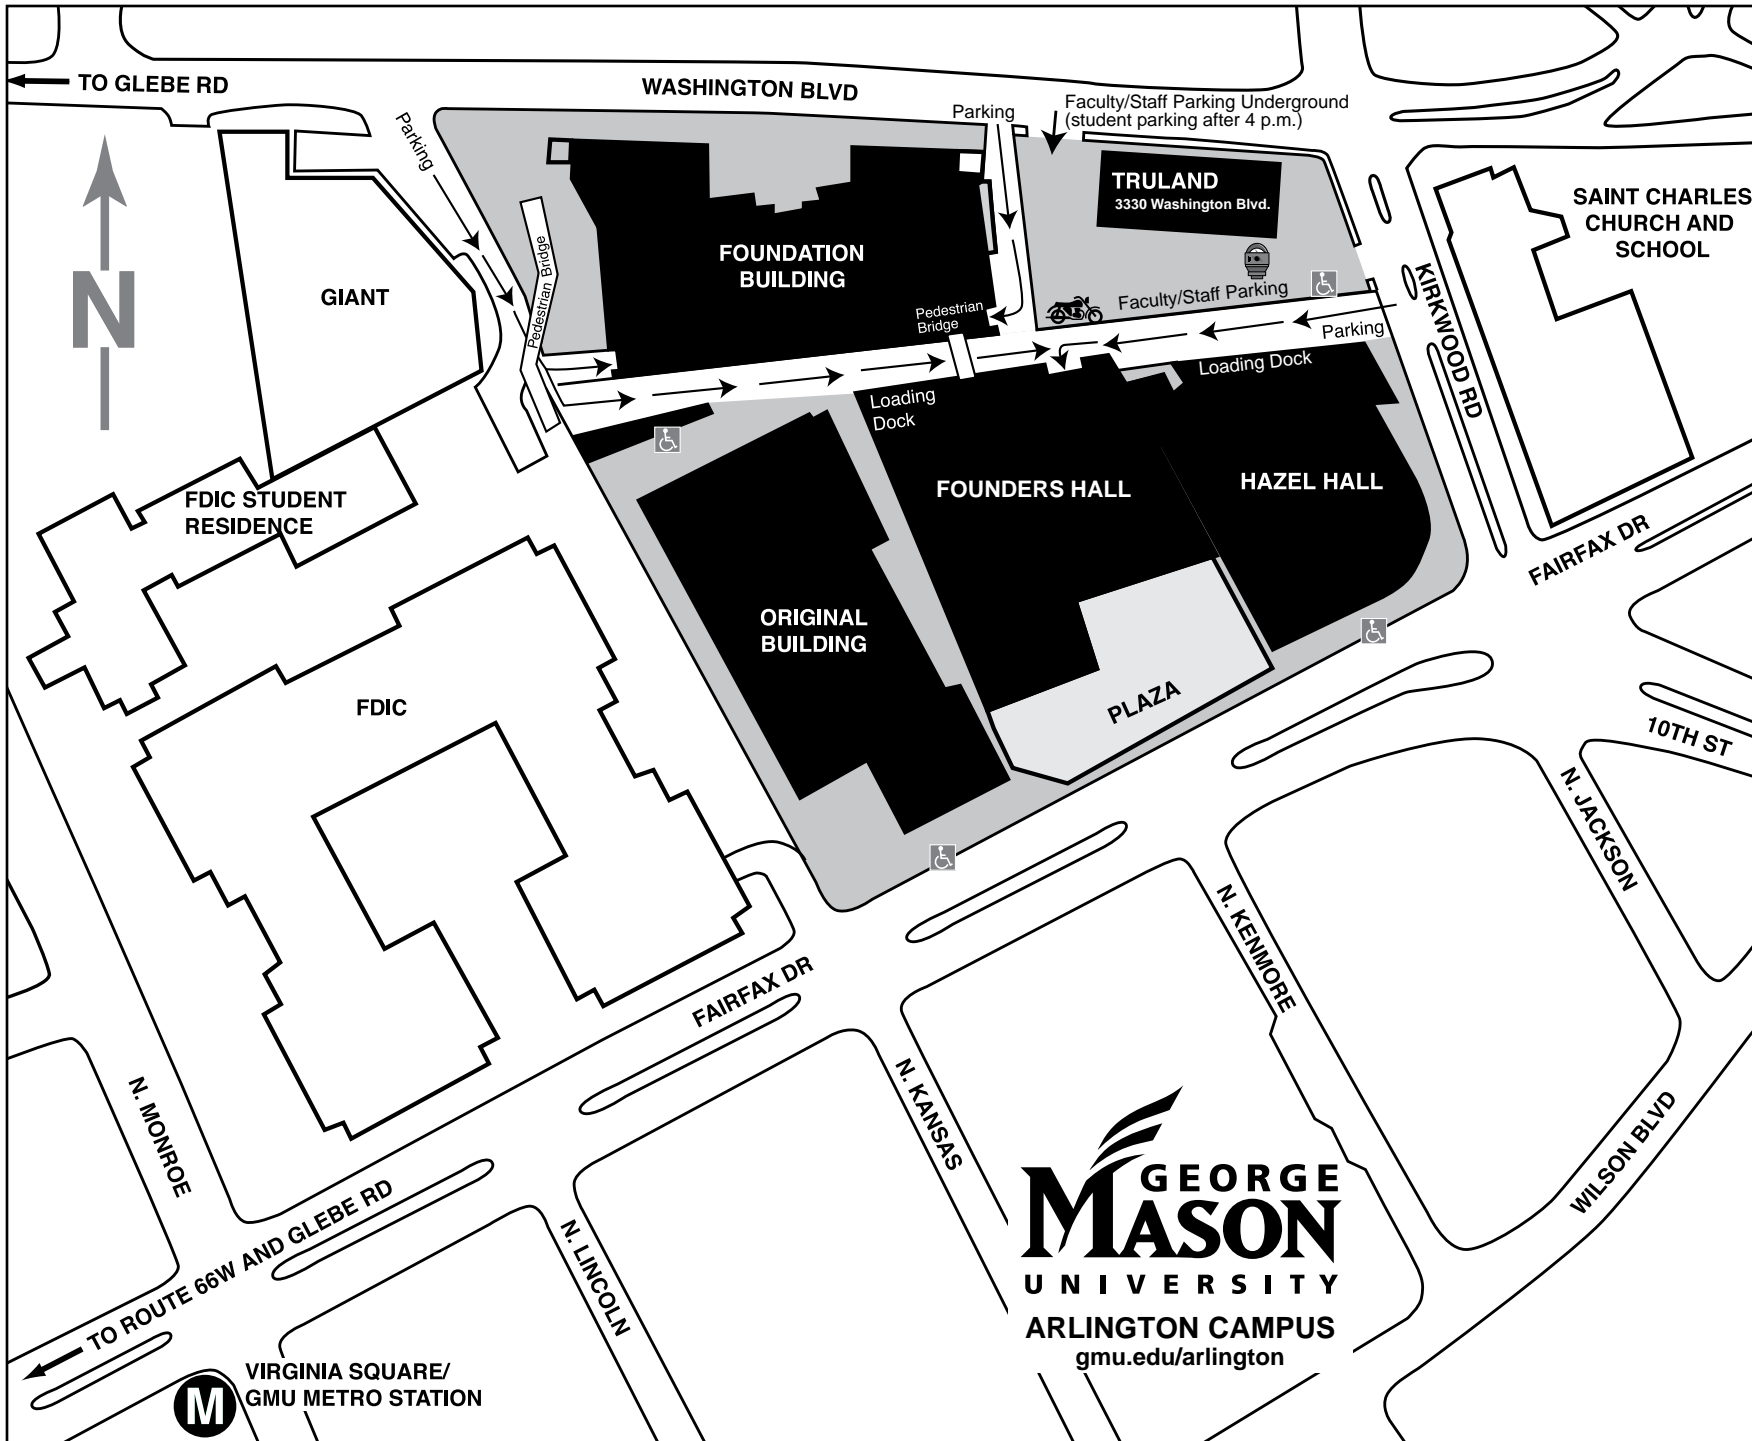 TO GLEBE RD
WASHINGTON BLVD
Parking
Parking
Faculty/Staff Parking Underground
(student parking after 4 p.m.)
TRULAND
3330 Washington Blvd.
SAINT CHARLES
CHURCH AND
SCHOOL
N
GIANT
Pedestrian Bridge
FOUNDATION
BUILDING
Pedestrian
Bridge
Faculty/Staff Parking
Parking
KIRKWOOD RD
Loading
Dock
Loading Dock
FDIC STUDENT
RESIDENCE
FOUNDERS HALL
HAZEL HALL
FAIRFAX DR
ORIGINAL
BUILDING
FDIC
PLAZA
10TH ST
N. JACKSON
N. KENMORE
FAIRFAX DR
N. KANSAS
N. MONROE
WILSON BLVD
TO ROUTE 66W AND GLEBE RD
N. LINCOLN
GEORGE
MASON
UNIVERSITY
ARLINGTON CAMPUS
gmu.edu/arlington
M
VIRGINIA SQUARE/
GMU METRO STATION